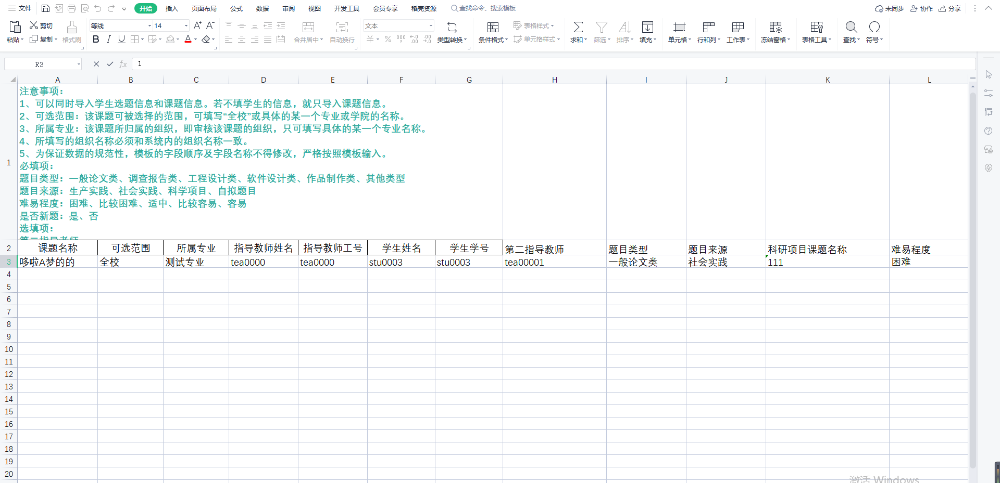 文件 开始 插入 页面布局 公式 数据 审阅 视图 开发工具 会员专享 稻壳资源 查找命令、搜索模板 未同步 协作 分享
剪切 等线 14 A+ A- 文本 表格样式
粘贴 复制 格式刷 B I U A 合并居中 自动换行 ¥ % 000 类型转换 条件格式 单元格样式 求和 筛选 排序 填充 单元格 行和列 工作表 冻结窗格 表格工具 查找 符号
R3 fx 1
A B C D E F G H I J K L
1
注意事项：
1、可以同时导入学生选题信息和课题信息。若不填学生的信息，就只导入课题信息。
2、可选范围：该课题可被选择的范围，可填写“全校”或具体的某一个专业或学院的名称。
3、所属专业：该课题所归属的组织，即审核该课题的组织，只可填写具体的某一个专业名称。
4、所填写的组织名称必须和系统内的组织名称一致。
5、为保证数据的规范性，模板的字段顺序及字段名称不得修改，严格按照模板输入。
必填项：
题目类型：一般论文类、调查报告类、工程设计类、软件设计类、作品制作类、其他类型
题目来源：生产实践、社会实践、科学项目、自拟题目
难易程度：困难、比较困难、适中、比较容易、容易
是否新题：是、否
选填项：
2 课题名称 可选范围 所属专业 指导教师姓名 指导教师工号 学生姓名 学生学号 第二指导教师 题目类型 题目来源 科研项目课题名称 难易程度
3 哆啦A梦的的 全校 测试专业 tea0000 tea0000 stu0003 stu0003 tea00001 一般论文类 社会实践 111 困难
4
5
6
7
8
9
10
11
12
13
14
15
16
17
18
19
20
激活 Windows